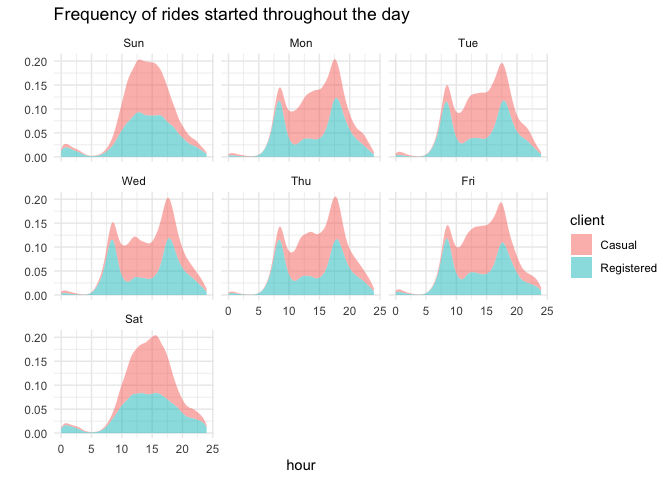 Frequency of rides started throughout the day
Sun Mon Tue
0.20
0.15
0.10
0.05
0.00
Wed Thu Fri
0.20
0.15
0.10
0.05
0.00
0 5 10 15 20 25 0 5 10 15 20 25
client
Casual
Registered
Sat
0.20
0.15
0.10
0.05
0.00
0 5 10 15 20 25
hour